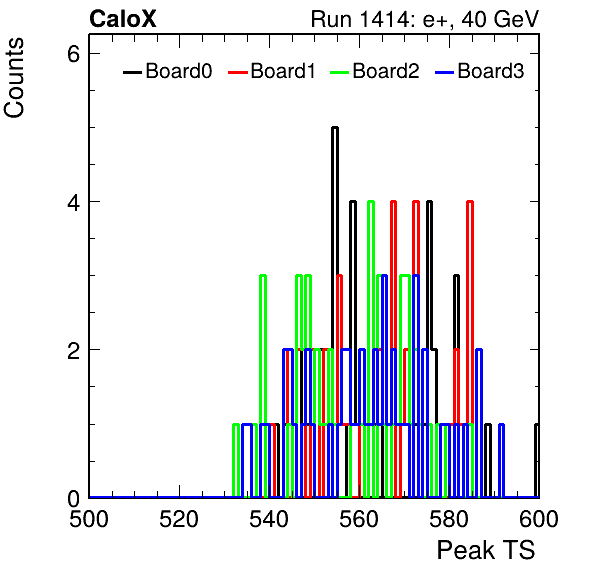 CaloX Run 1414: e+, 40 GeV
Counts
6
Board0 Board1 Board2 Board3
4
2
0
500 520 540 560 580 600
Peak TS